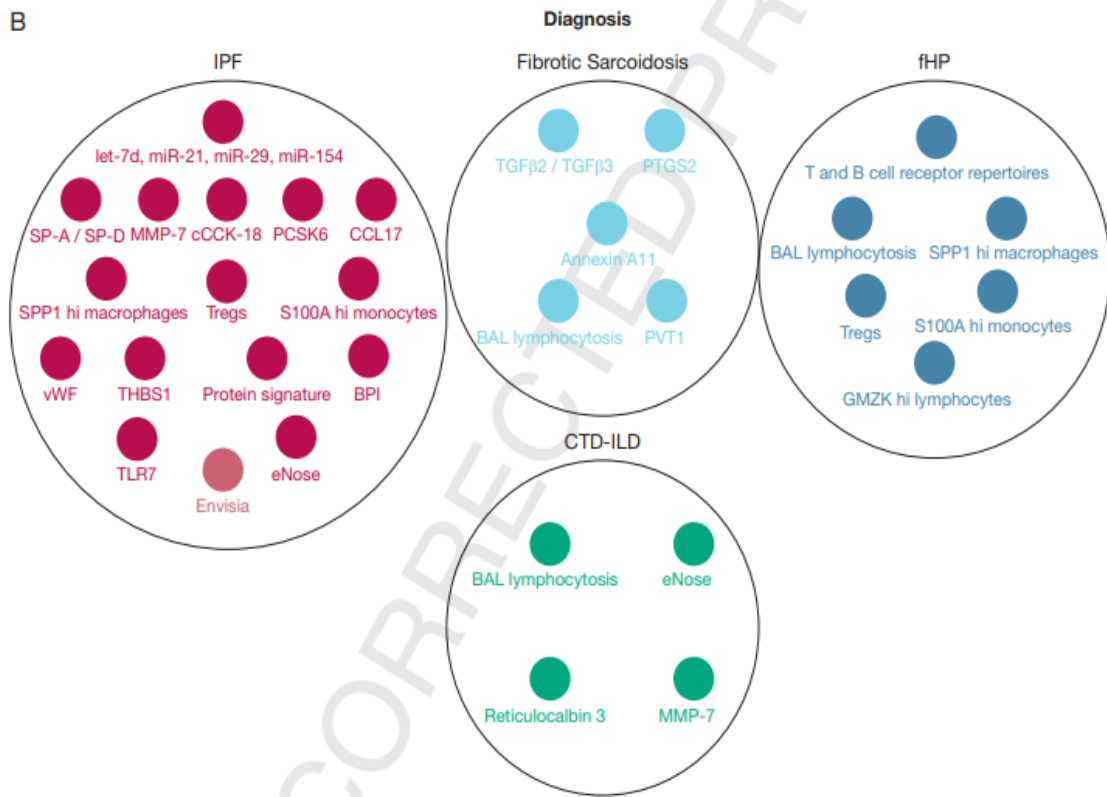 B
Diagnosis
IPF
Fibrotic Sarcoidosis
fHP
let-7d, miR-21, miR-29, miR-154
SP-A / SP-D
MMP-7
cCCK-18
PCSK6
CCL17
SPP1 hi macrophages
Tregs
S100A hi monocytes
vWF
THBS1
Protein signature
BPI
TLR7
Envisia
eNose
TGFβ2 / TGFβ3
PTGS2
Annexin A11
BAL lymphocytosis
PVT1
T and B cell receptor repertoires
BAL lymphocytosis
SPP1 hi macrophages
Tregs
S100A hi monocytes
GMZK hi lymphocytes
CTD-ILD
BAL lymphocytosis
eNose
Reticulocalbin 3
MMP-7
CORRECTED PR